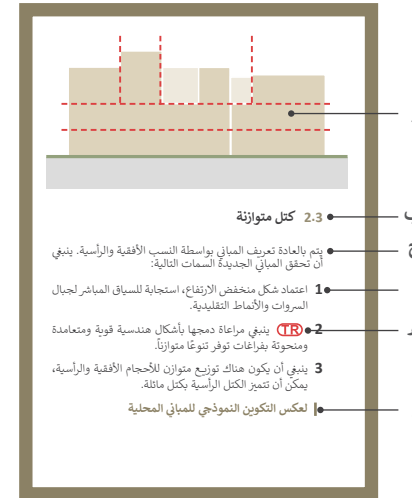 2.3 كتل متوازنة
يتم بالعادة تعريف المباني بواسطة النسب الأفقية والرأسية. ينبغي
أن تحقق المباني الجديدة السمات التالية:
1 اعتماد شكل منخفض الارتفاع، استجابة للسياق المباشر لجبال
السروات والأنماط التقليدية.
2 TR ينبغي مراعاة دمجها بأشكال هندسية قوية ومتعامدة
ومنحوتة بفراغات توفر تنوعًا متوازناً.
3 ينبغي أن يكون هناك توزيع متوازن للأحجام الأفقية والرأسية،
يمكن أن تتميز الكتل الرأسية بكتل مائلة.
لعكس التكوين النموذجي للمباني المحلية